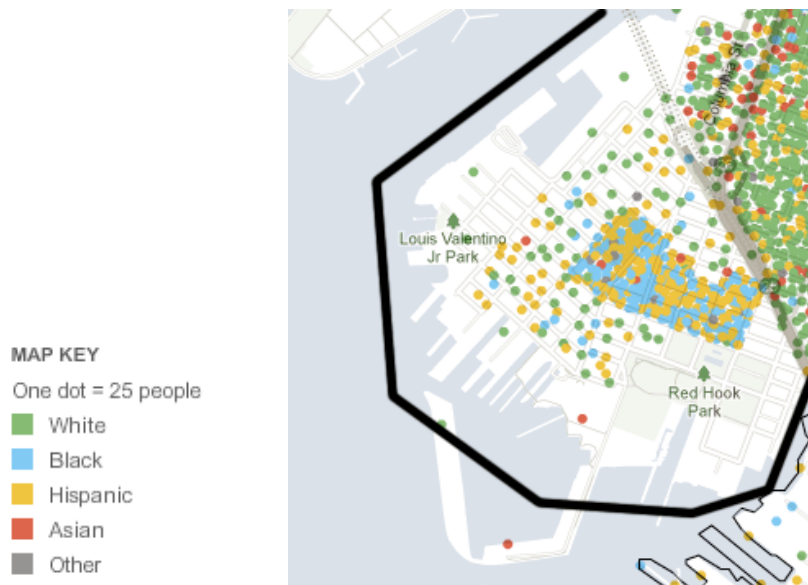 Columbia St
Louis Valentino
Jr Park
Red Hook
Park
MAP KEY
One dot = 25 people
White
Black
Hispanic
Asian
Other